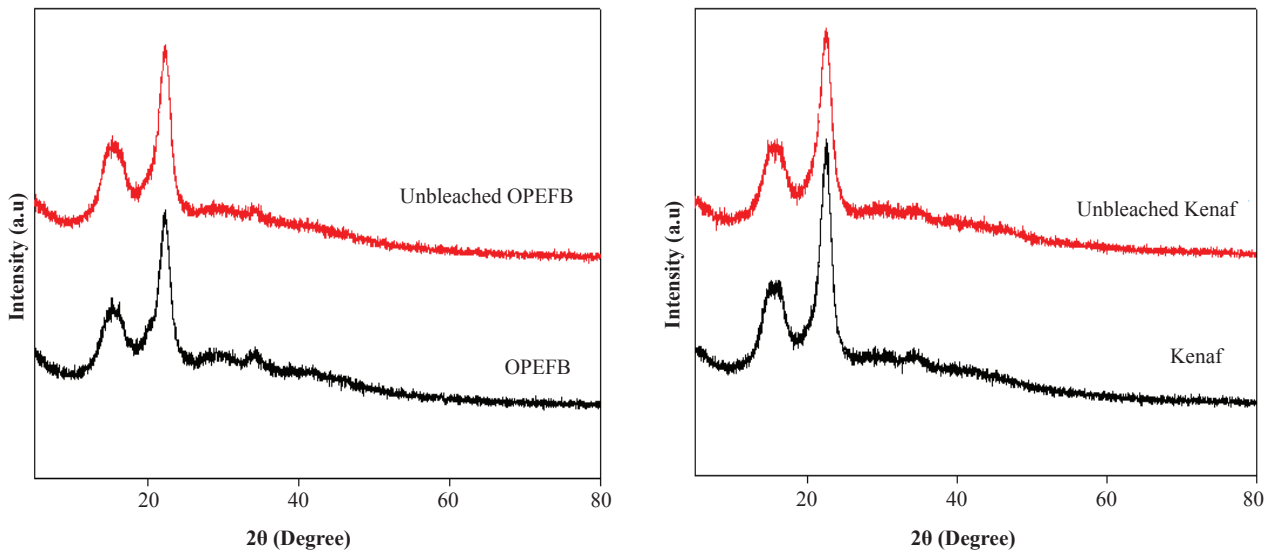 Intensity (a.u)
Unbleached OPEFB
OPEFB
20
40
60
80
2θ (Degree)
Intensity (a.u)
Unbleached Kenaf
Kenaf
20
40
60
80
2θ (Degree)